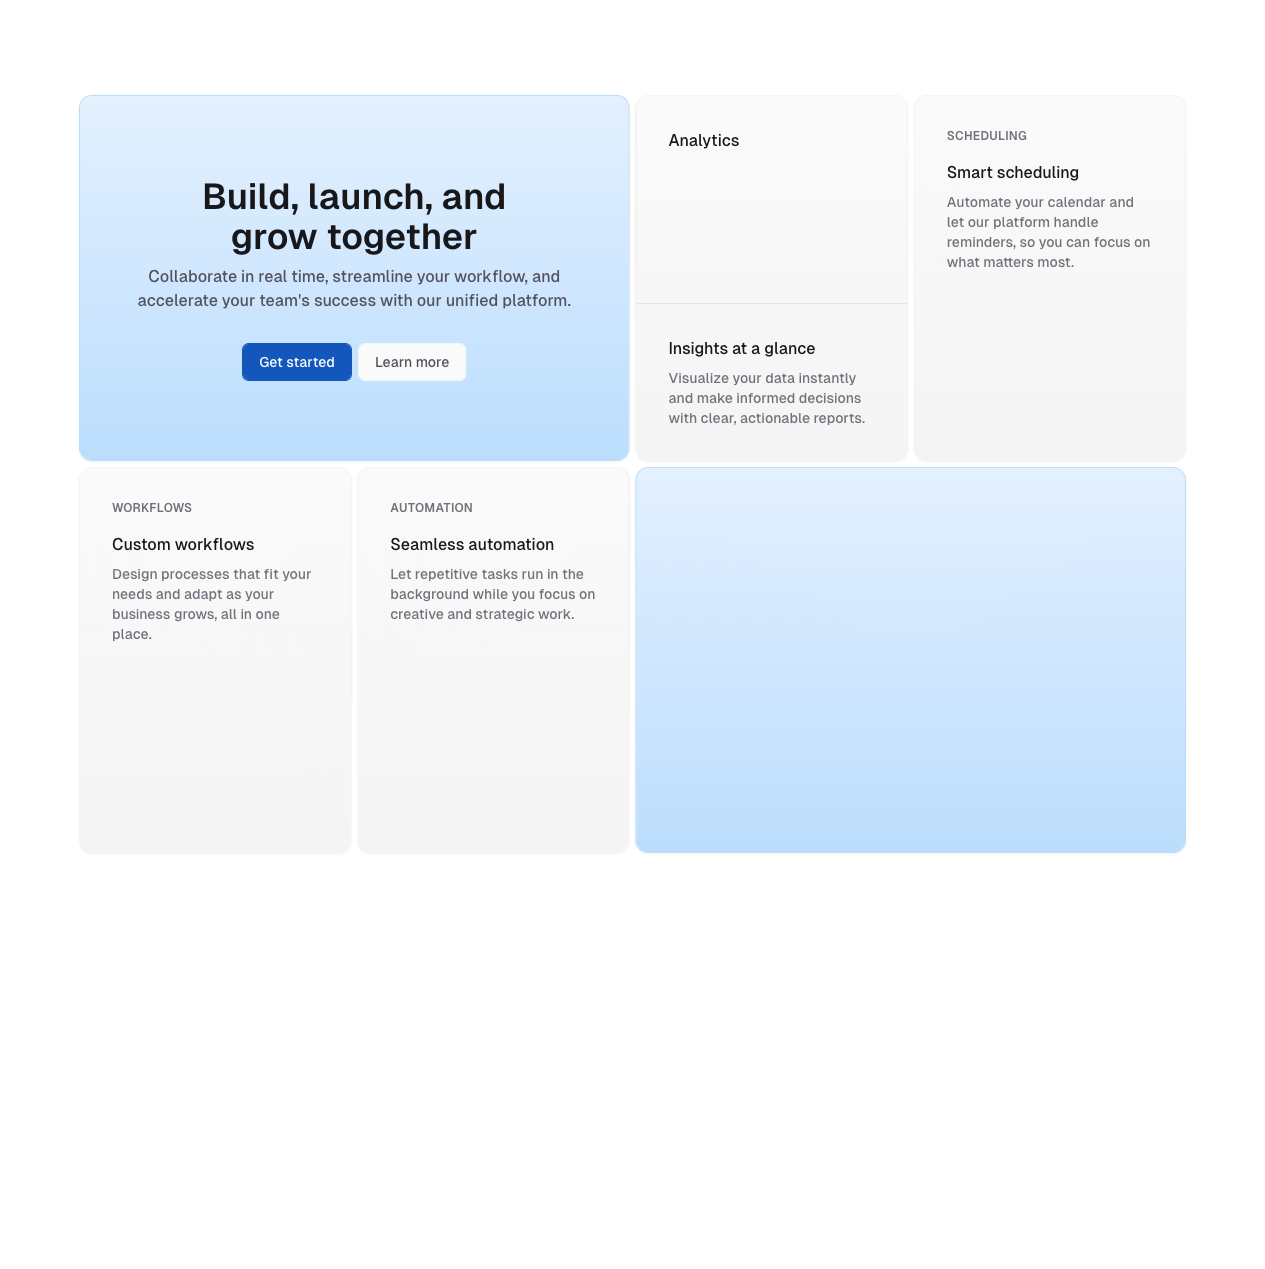 Build, launch, and
grow together
Collaborate in real time, streamline your workflow, and
accelerate your team's success with our unified platform.
Get started
Learn more
Analytics
Insights at a glance
Visualize your data instantly
and make informed decisions
with clear, actionable reports.
SCHEDULING
Smart scheduling
Automate your calendar and
let our platform handle
reminders, so you can focus on
what matters most.
WORKFLOWS
Custom workflows
Design processes that fit your
needs and adapt as your
business grows, all in one
place.
AUTOMATION
Seamless automation
Let repetitive tasks run in the
background while you focus on
creative and strategic work.